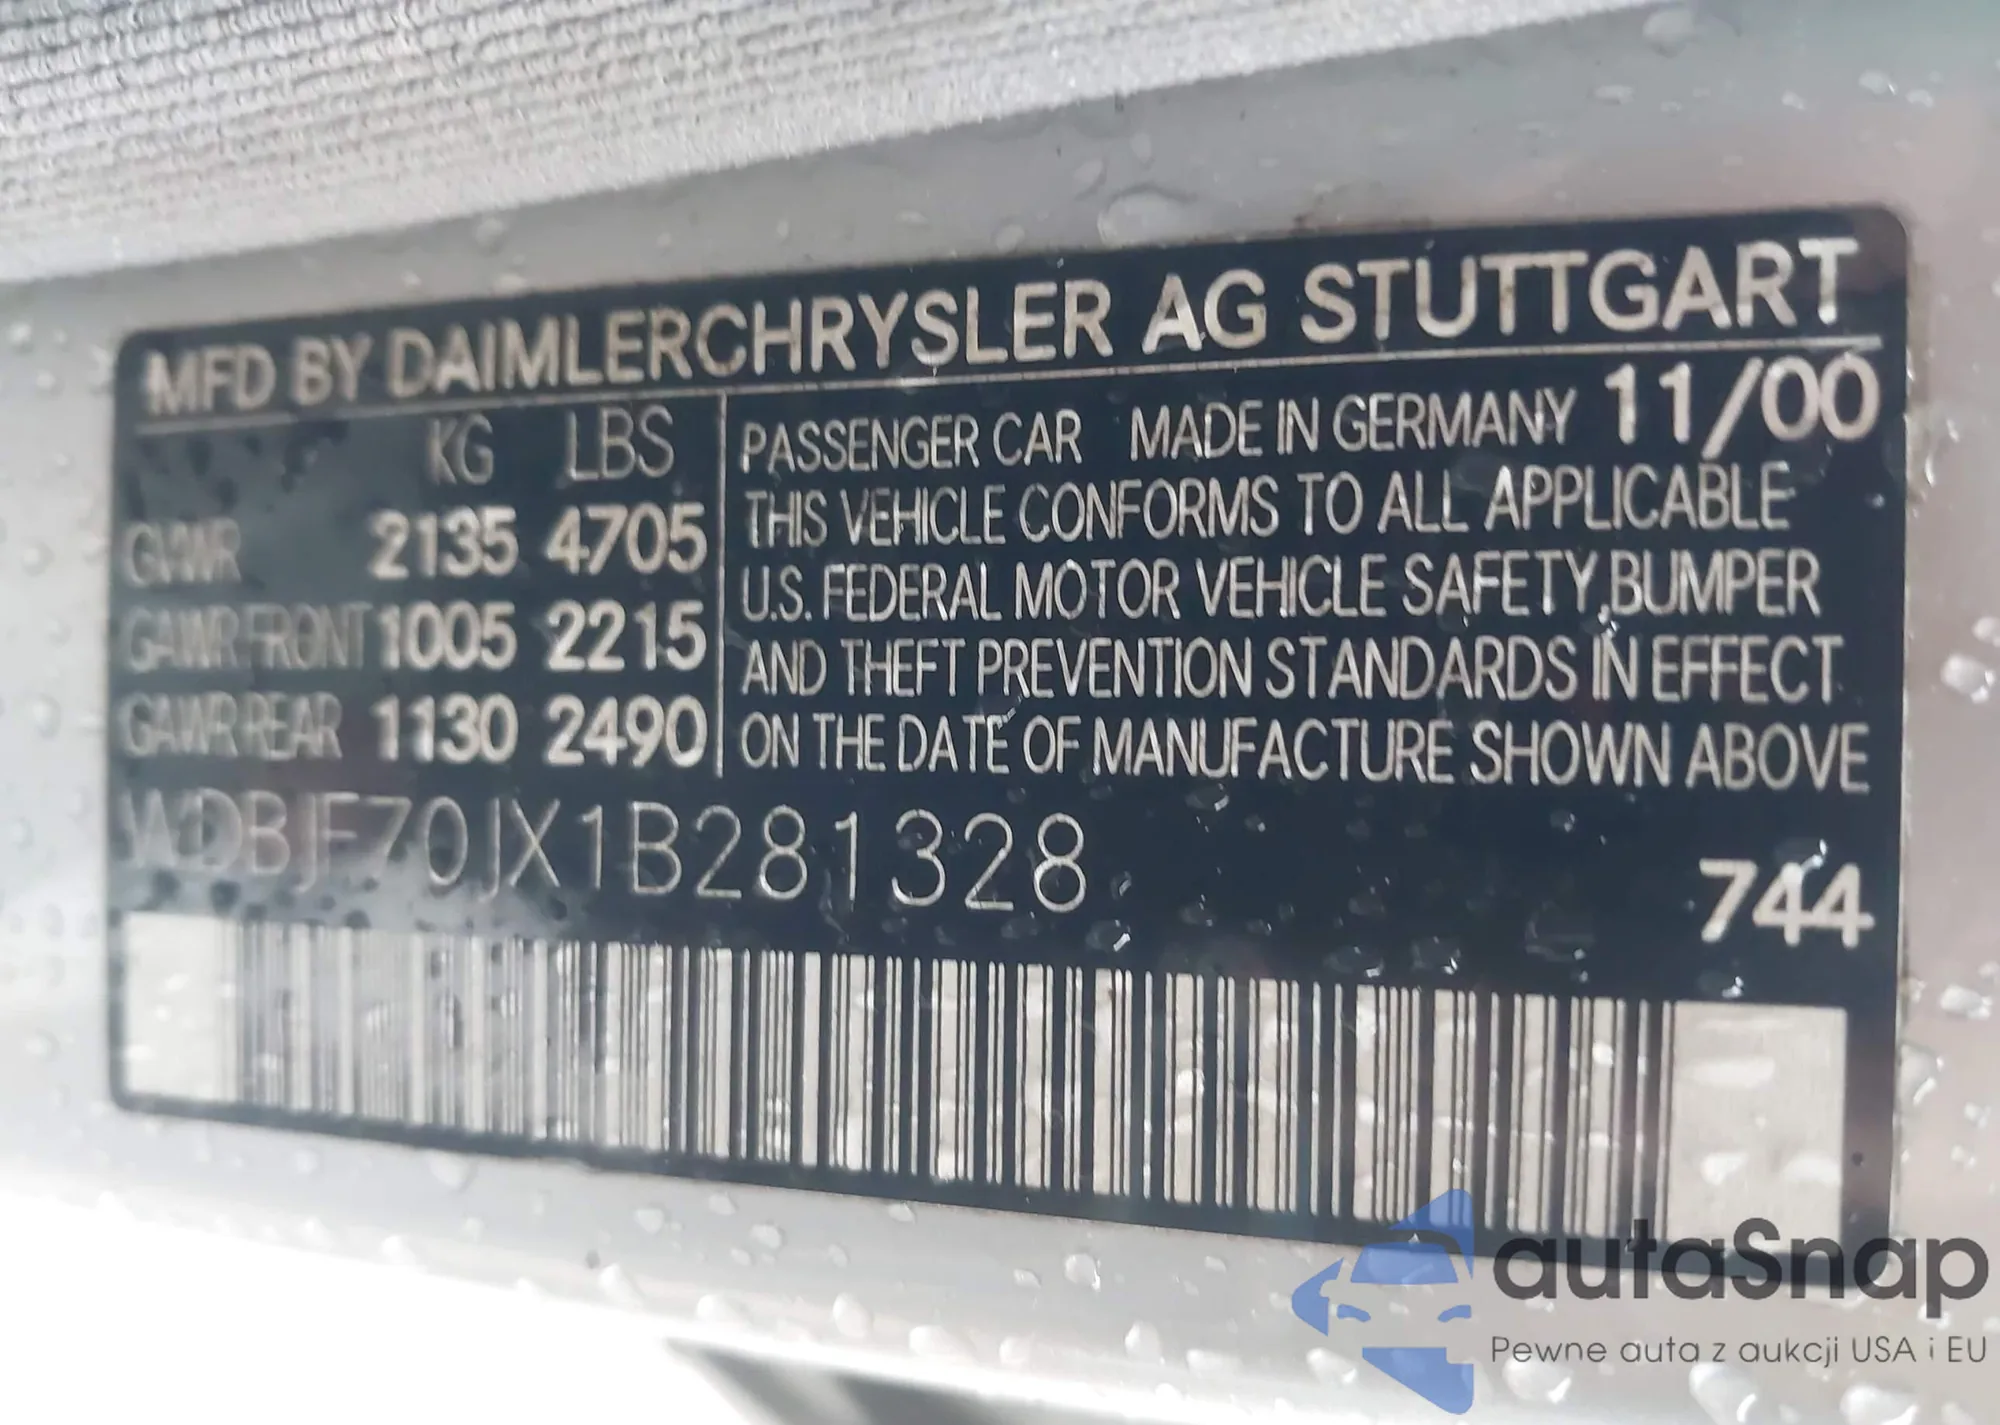 MFD BY DAIMLERCHRYSLER AG STUTTGART
KG LBS
GVWR 2135 4705
GAWR FRONT 1005 2215
GAWR REAR 1130 2490
PASSENGER CAR MADE IN GERMANY 11/00
THIS VEHICLE CONFORMS TO ALL APPLICABLE
U.S. FEDERAL MOTOR VEHICLE SAFETY, BUMPER
AND THEFT PREVENTION STANDARDS IN EFFECT
ON THE DATE OF MANUFACTURE SHOWN ABOVE
WDBJF70JX1B281328
744
autaSnap
Pewne auta z aukcji USA i EU